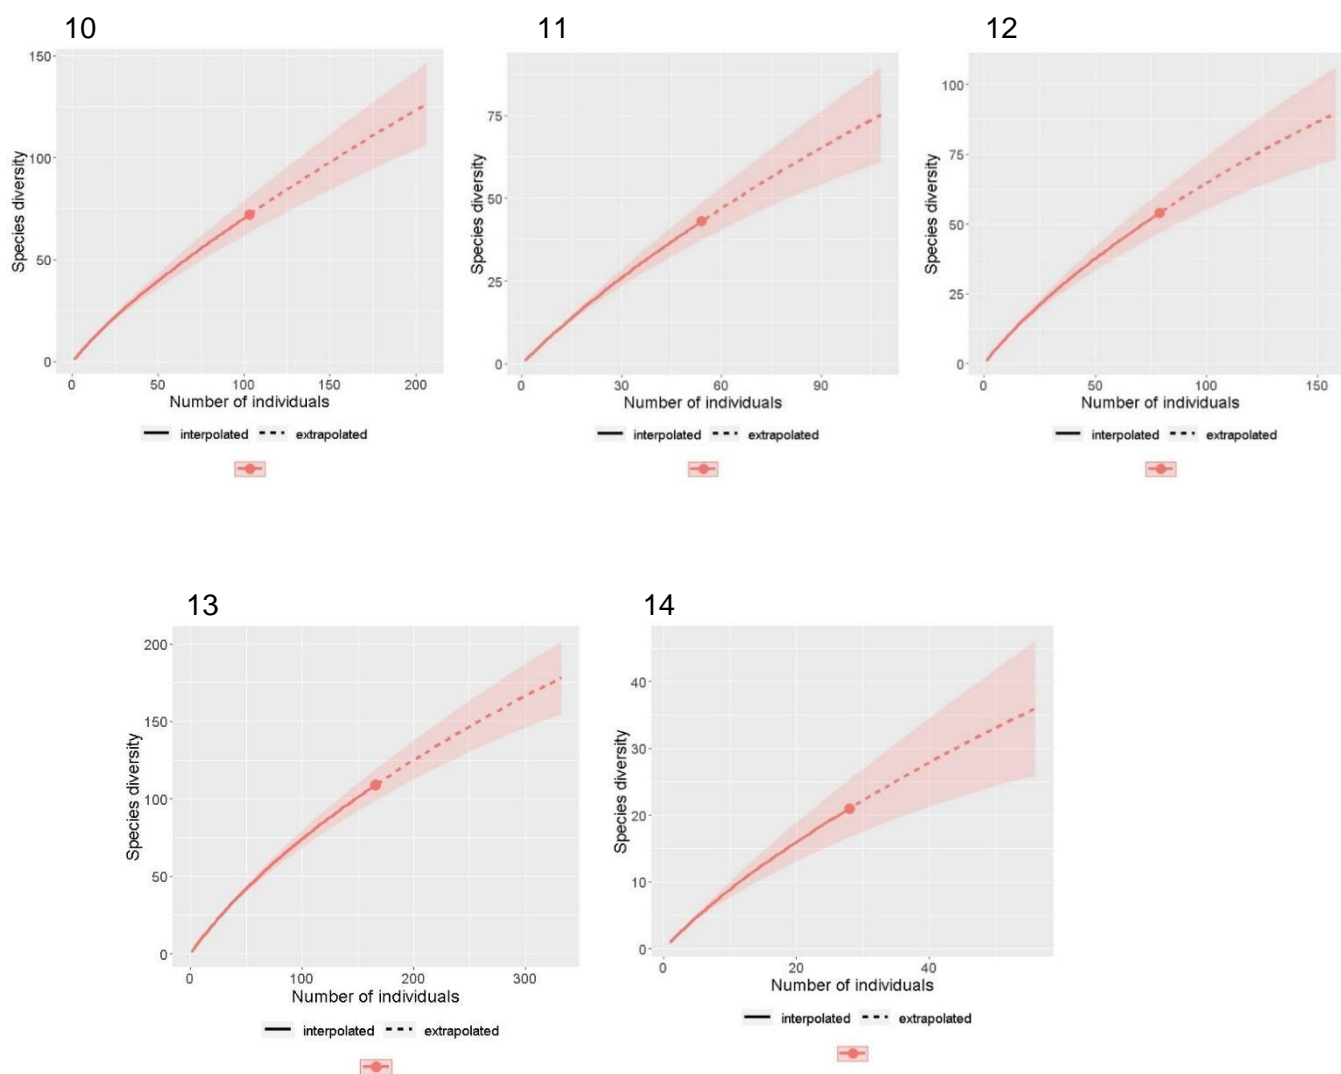 10
11
12
150
100
50
0
Species diversity
0 50 100 150 200
Number of individuals
interpolated extrapolated
75
50
25
0
Species diversity
0 30 60 90
Number of individuals
interpolated extrapolated
100
75
50
25
0
Species diversity
0 50 100 150
Number of individuals
interpolated extrapolated
13
14
200
150
100
50
0
Species diversity
0 100 200 300
Number of individuals
interpolated extrapolated
40
30
20
10
0
Species diversity
0 20 40
Number of individuals
interpolated extrapolated